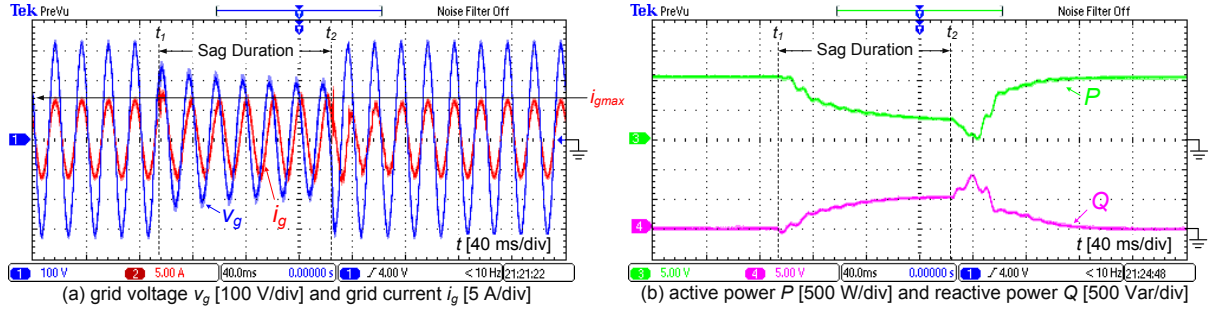 Tek PreVu
Noise Filter Off
t1
t2
Sag Duration
igmax
1
vg
ig
t [40 ms/div]
1 100 V
2 5.00 A
40.0ms
0.00000 s
1 ∫ 4.00 V
< 10 Hz
21:21:22
(a) grid voltage vg [100 V/div] and grid current ig [5 A/div]
Tek PreVu
Noise Filter Off
t1
t2
Sag Duration
P
3
Q
4
t [40 ms/div]
3 5.00 V
4 5.00 V
40.0ms
0.00000 s
1 ∫ 4.00 V
< 10 Hz
21:24:48
(b) active power P [500 W/div] and reactive power Q [500 Var/div]